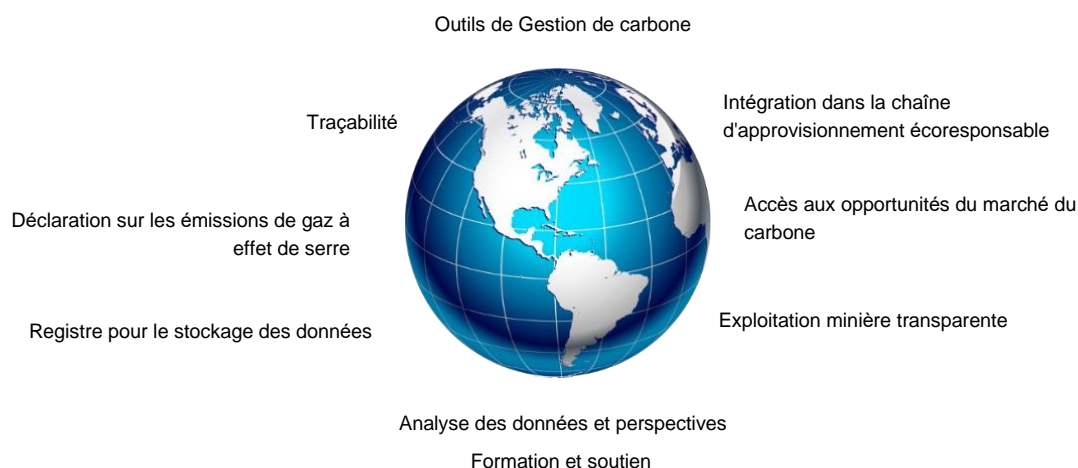 Outils de Gestion de carbone
Traçabilité
Intégration dans la chaîne
d'approvisionnement écoresponsable
Déclaration sur les émissions de gaz à
effet de serre
Accès aux opportunités du marché du
carbone
Registre pour le stockage des données
Exploitation minière transparente
Analyse des données et perspectives
Formation et soutien